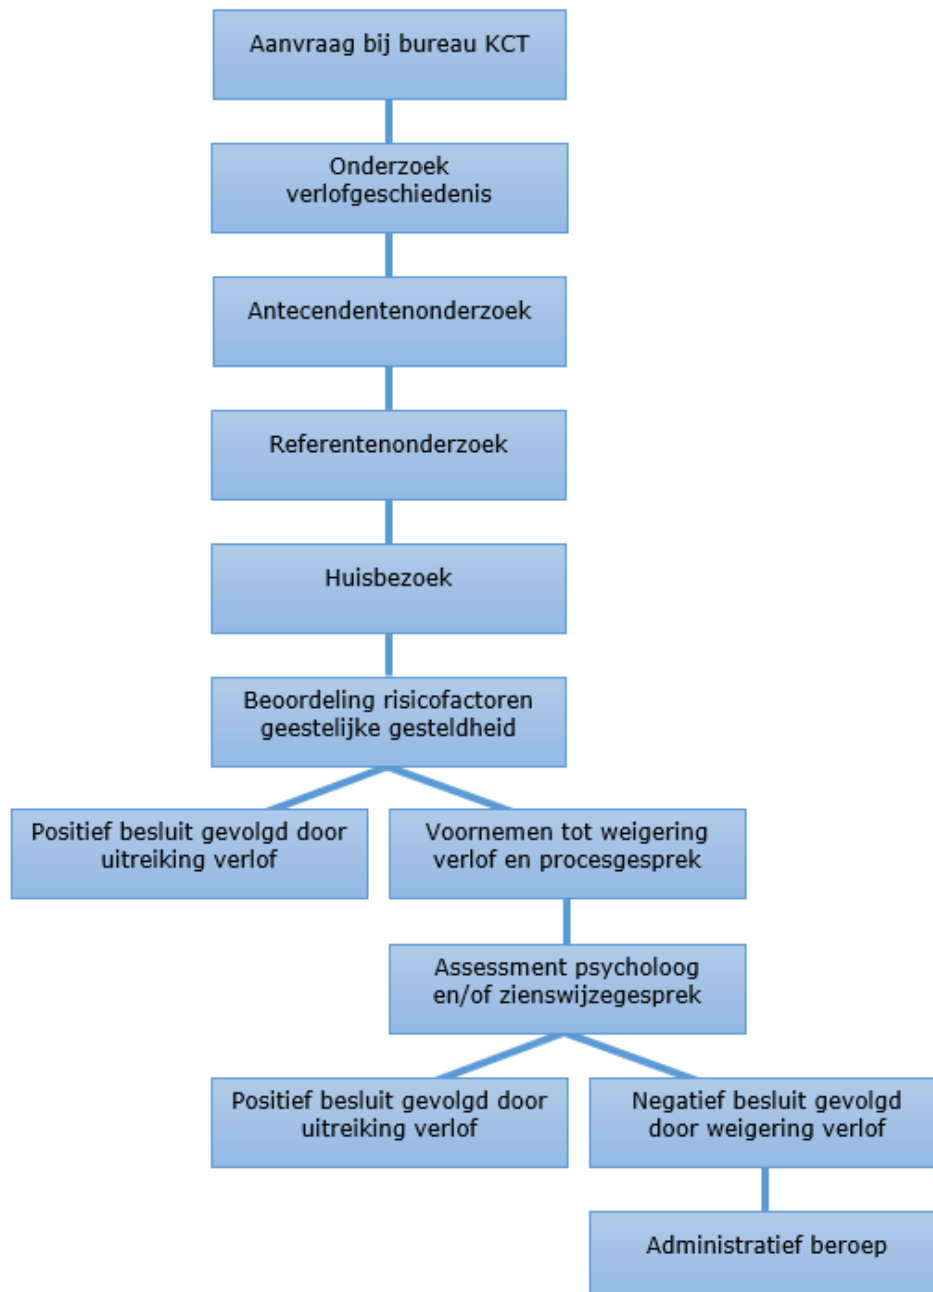 Aanvraag bij bureau KCT
Onderzoek
verlofgeschiedenis
Antecendentenonderzoek
Referentenonderzoek
Huisbezoek
Beoordeling risicofactoren
geestelijke gesteldheid
Positief besluit gevolgd door
uitreiking verlof
Voornemen tot weigering
verlof en procesgesprek
Assessment psycholoog
en/of zienswijzegesprek
Positief besluit gevolgd door
uitreiking verlof
Negatief besluit gevolgd
door weigering verlof
Administratief beroep